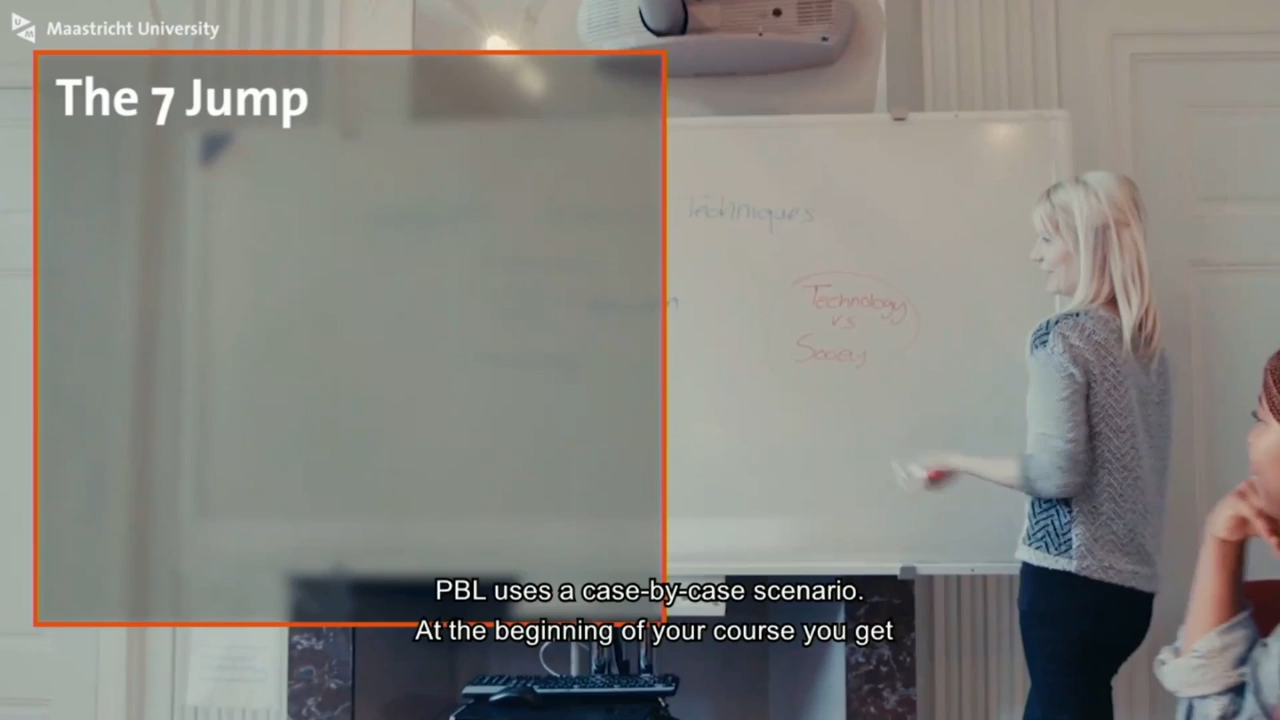 Maastricht University
The 7 Jump
Techniques
Technology
vs
Socey
PBL uses a case-by-case scenario.
At the beginning of your course you get